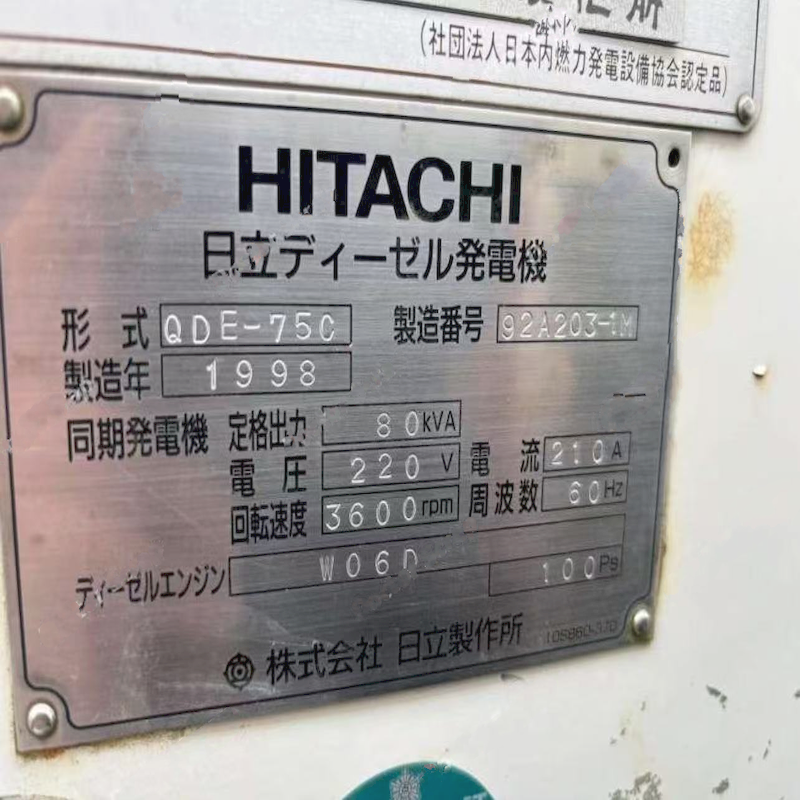 (社団法人日本内燃力発電設備協会認定品)
HITACHI
日立ディーゼル発電機
形式 QDE-75C 製造番号 92A203-1M
製造年 1998
同期発電機 定格出力 80kVA
電圧 220V 電流 210A
回転速度 3600rpm 周波数 60Hz
ディーゼルエンジン W06D 100Ps
株式会社 日立製作所